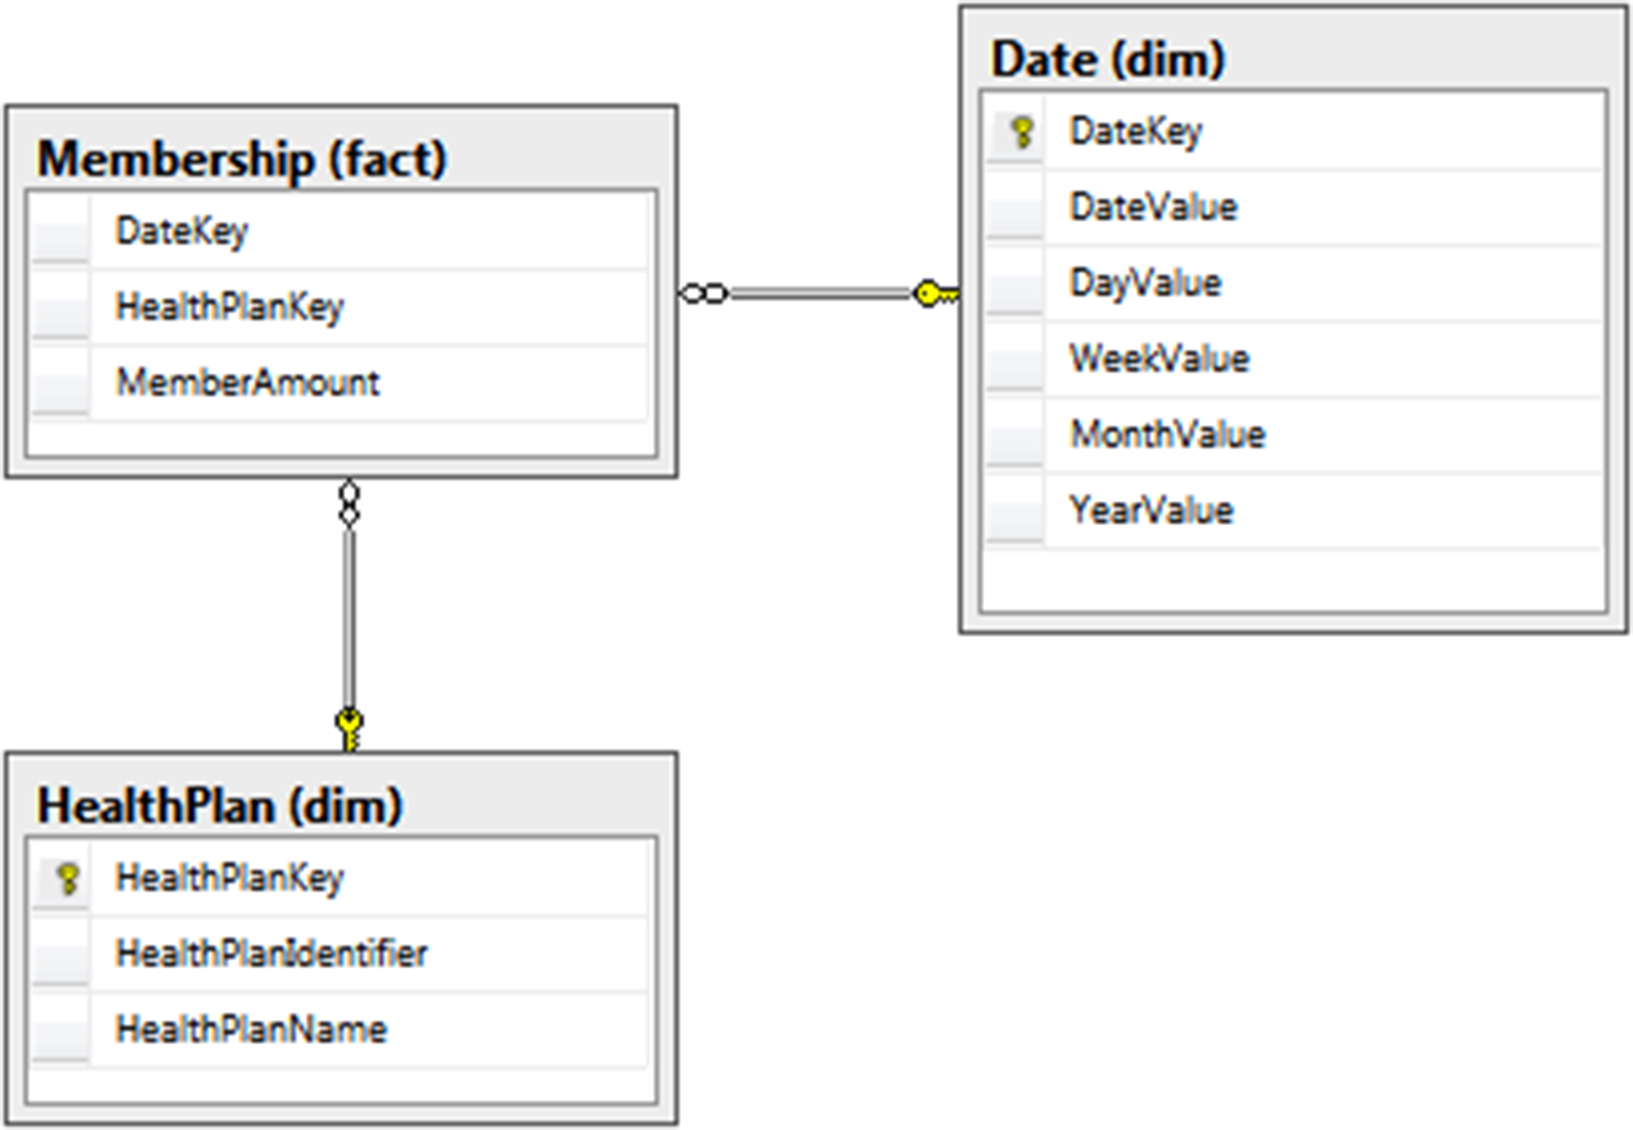 Membership (fact)
DateKey
HealthPlanKey
MemberAmount
Date (dim)
DateKey
DateValue
DayValue
WeekValue
MonthValue
YearValue
HealthPlan (dim)
HealthPlanKey
HealthPlanIdentifier
HealthPlanName